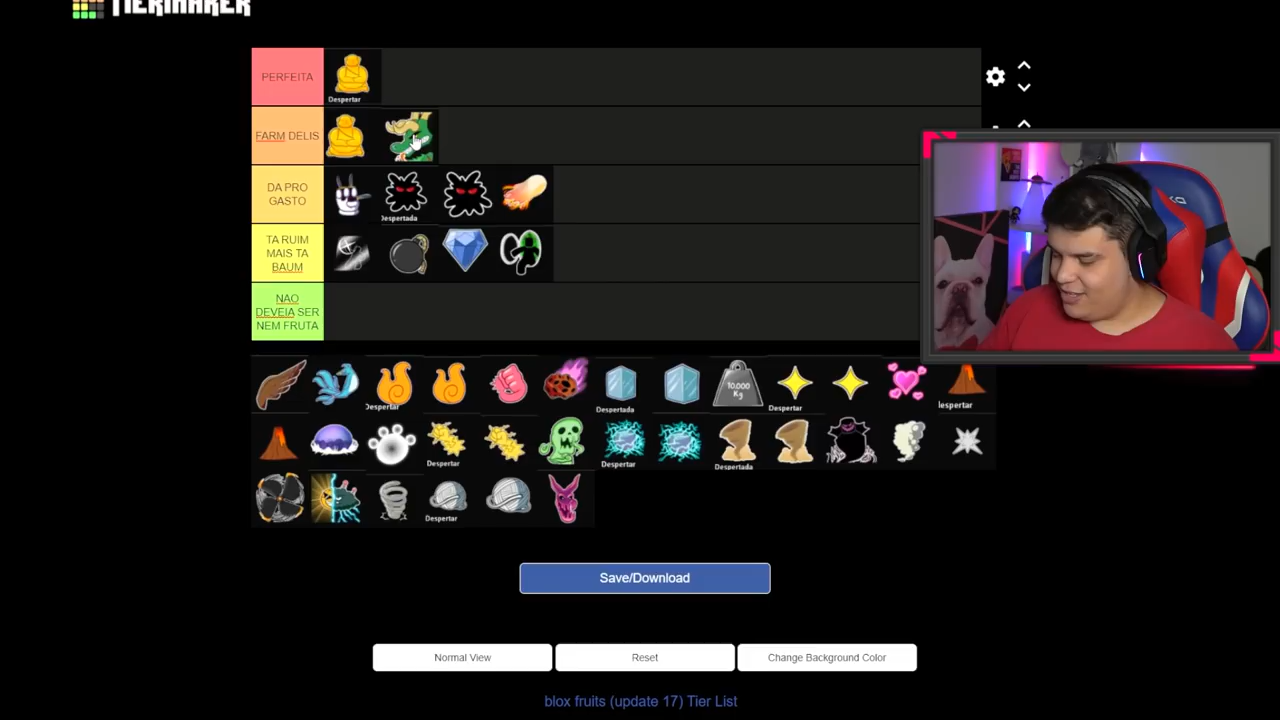 TIERMAKER
PERFEITA
Despertar
FARM DELIS
DA PRO
GASTO
Despertada
TA RUIM
MAIS TA
BAUM
NAO
DEVEIA SER
NEM FRUTA
Despertar
Despertada
10.000
Kg
Despertar
lespertar
Despertar
Despertar
Despertada
Despertar
Save/Download
Normal View
Reset
Change Background Color
blox fruits (update 17) Tier List